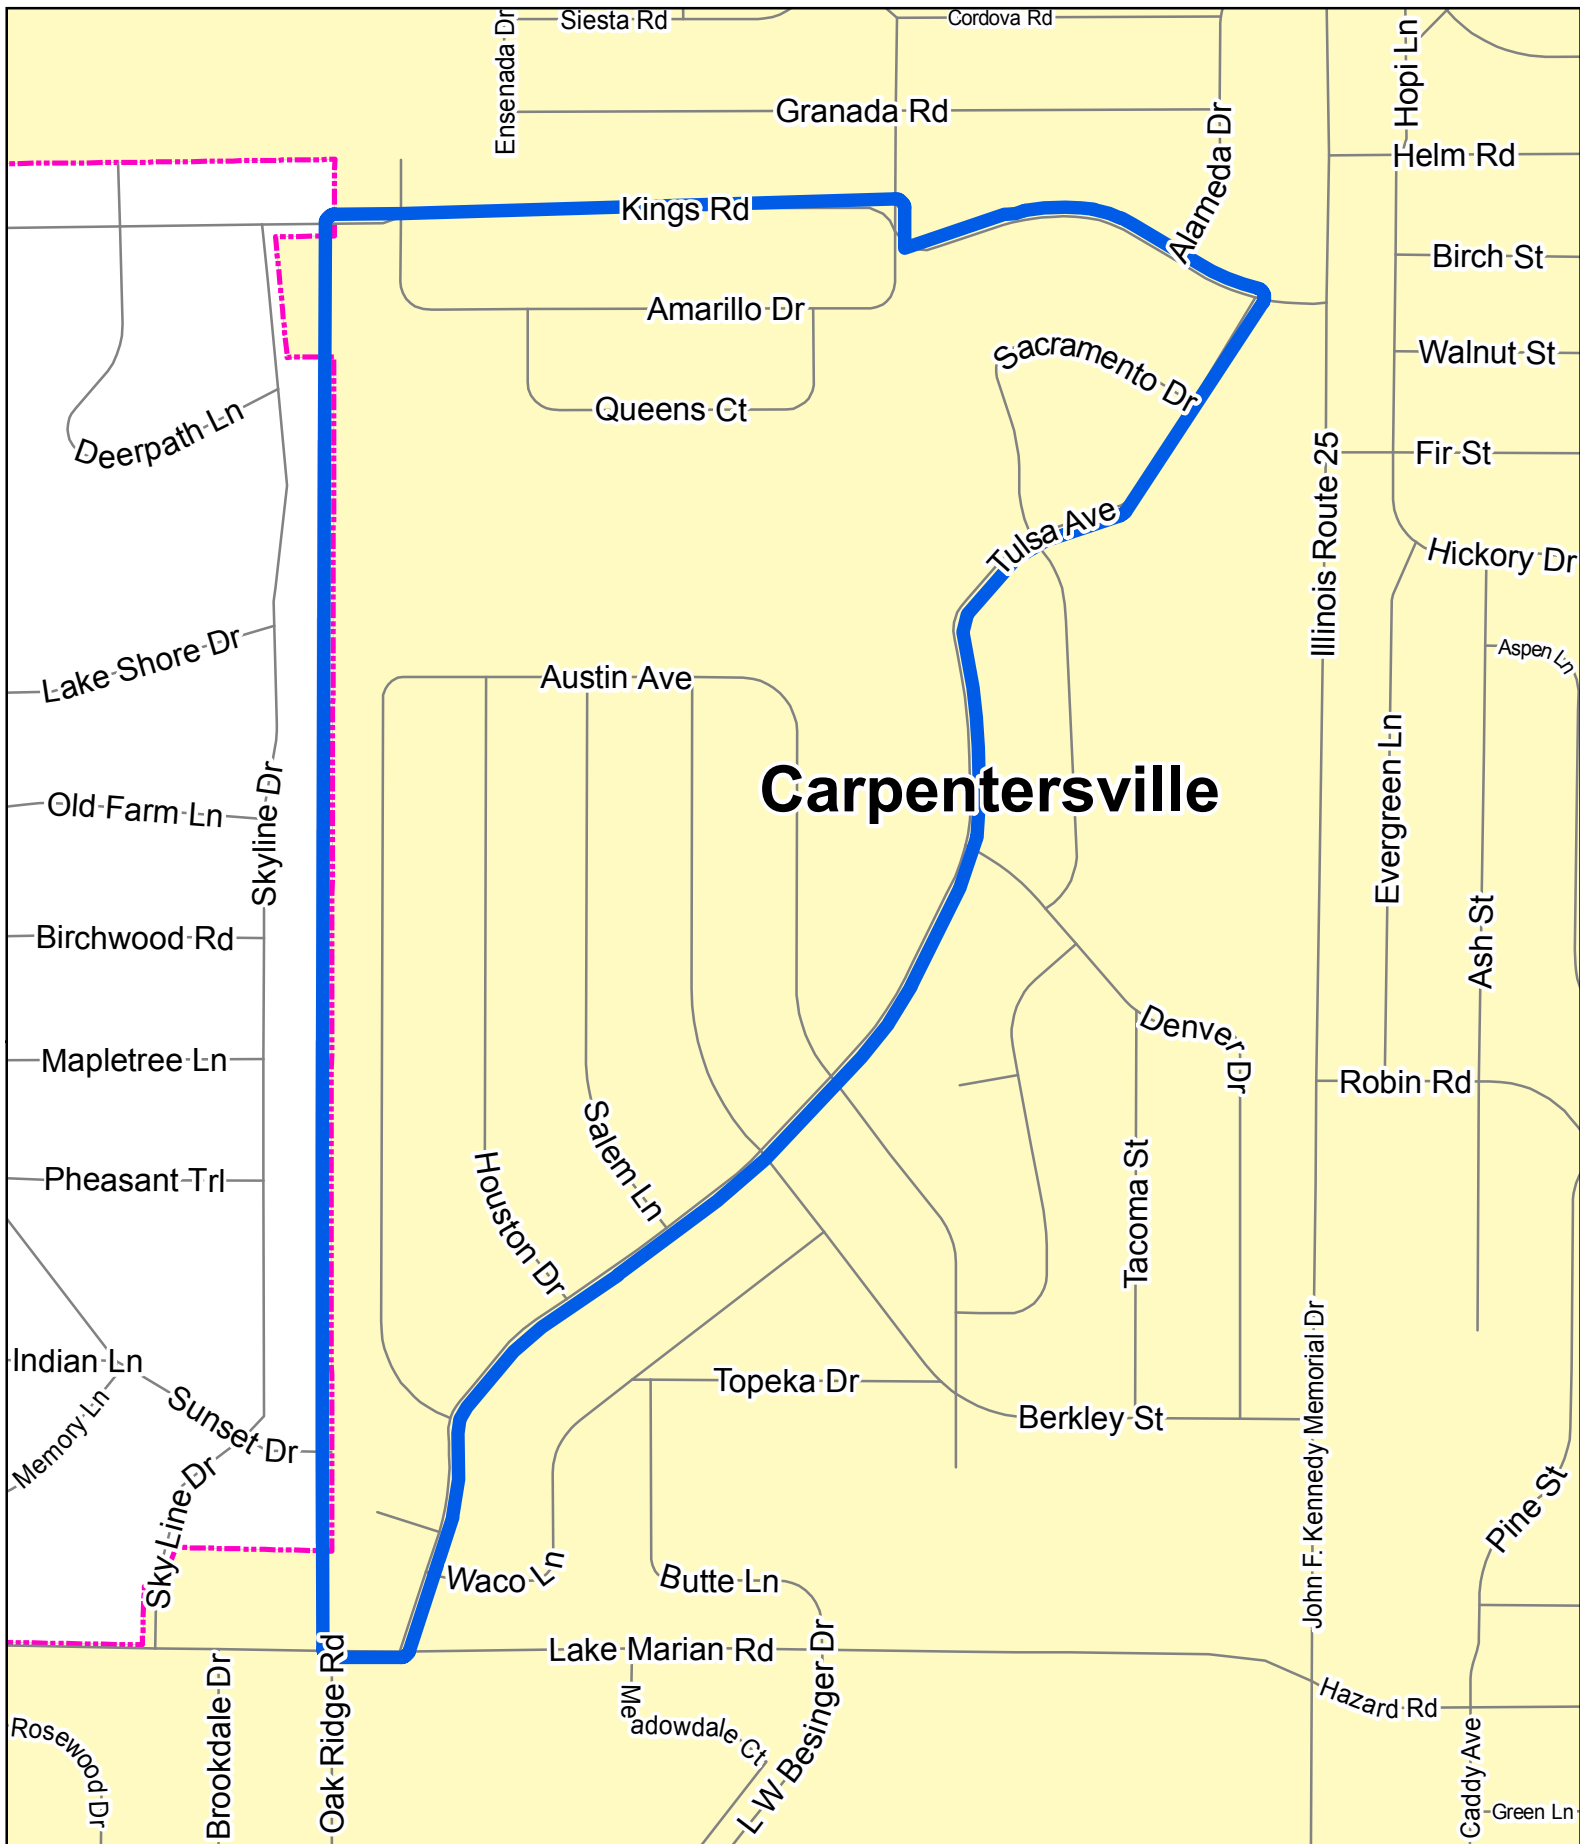 Siesta Rd
Cordova Rd
Ensenada Dr
Hopi Ln
Granada Rd
Alameda Dr
Helm Rd
Kings Rd
Birch St
Amarillo Dr
Sacramento Dr
Walnut St
Queens Ct
Deerpath Ln
Fir St
Illinois Route 25
Tulsa Ave
Hickory Dr
Lake Shore Dr
Aspen Ln
Austin Ave
Carpentersville
Skyline Dr
Old Farm Ln
Evergreen Ln
Birchwood Rd
Ash St
Mapletree Ln
Denver Dr
Dr
Robin Rd
Salem Ln
Pheasant Trl
Houston Dr
Tacoma St
Indian Ln
Memory Ln
Sunset Dr
Topeka Dr
Berkley St
John F. Kennedy Memorial Dr
Sky Line Dr
Pine St
Waco Ln
Butte Ln
Lake Marian Rd
Oak Ridge Rd
Brookdale Dr
Meadowdale Ct
L W Besinger Dr
Hazard Rd
Rosewood Dr
Caddy Ave
Green Ln